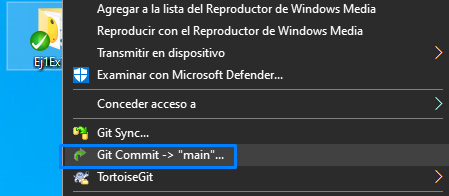 Agregar a la lista del Reproductor de Windows Media
Reproducir con el Reproductor de Windows Media
Transmitir en dispositivo
Examinar con Microsoft Defender...
Conceder acceso a
Git Sync...
Git Commit -> "main"...
TortoiseGit
Ej1Ex